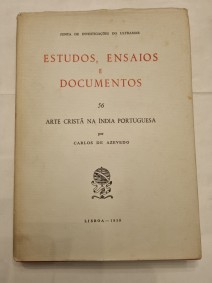 JUNTA DE INVESTIGAÇÕES DO ULTRAMAR
ESTUDOS, ENSAIOS
E
DOCUMENTOS
56
ARTE CRISTÃ NA ÍNDIA PORTUGUESA
por
CARLOS DE AZEVEDO
LISBOA – 1959